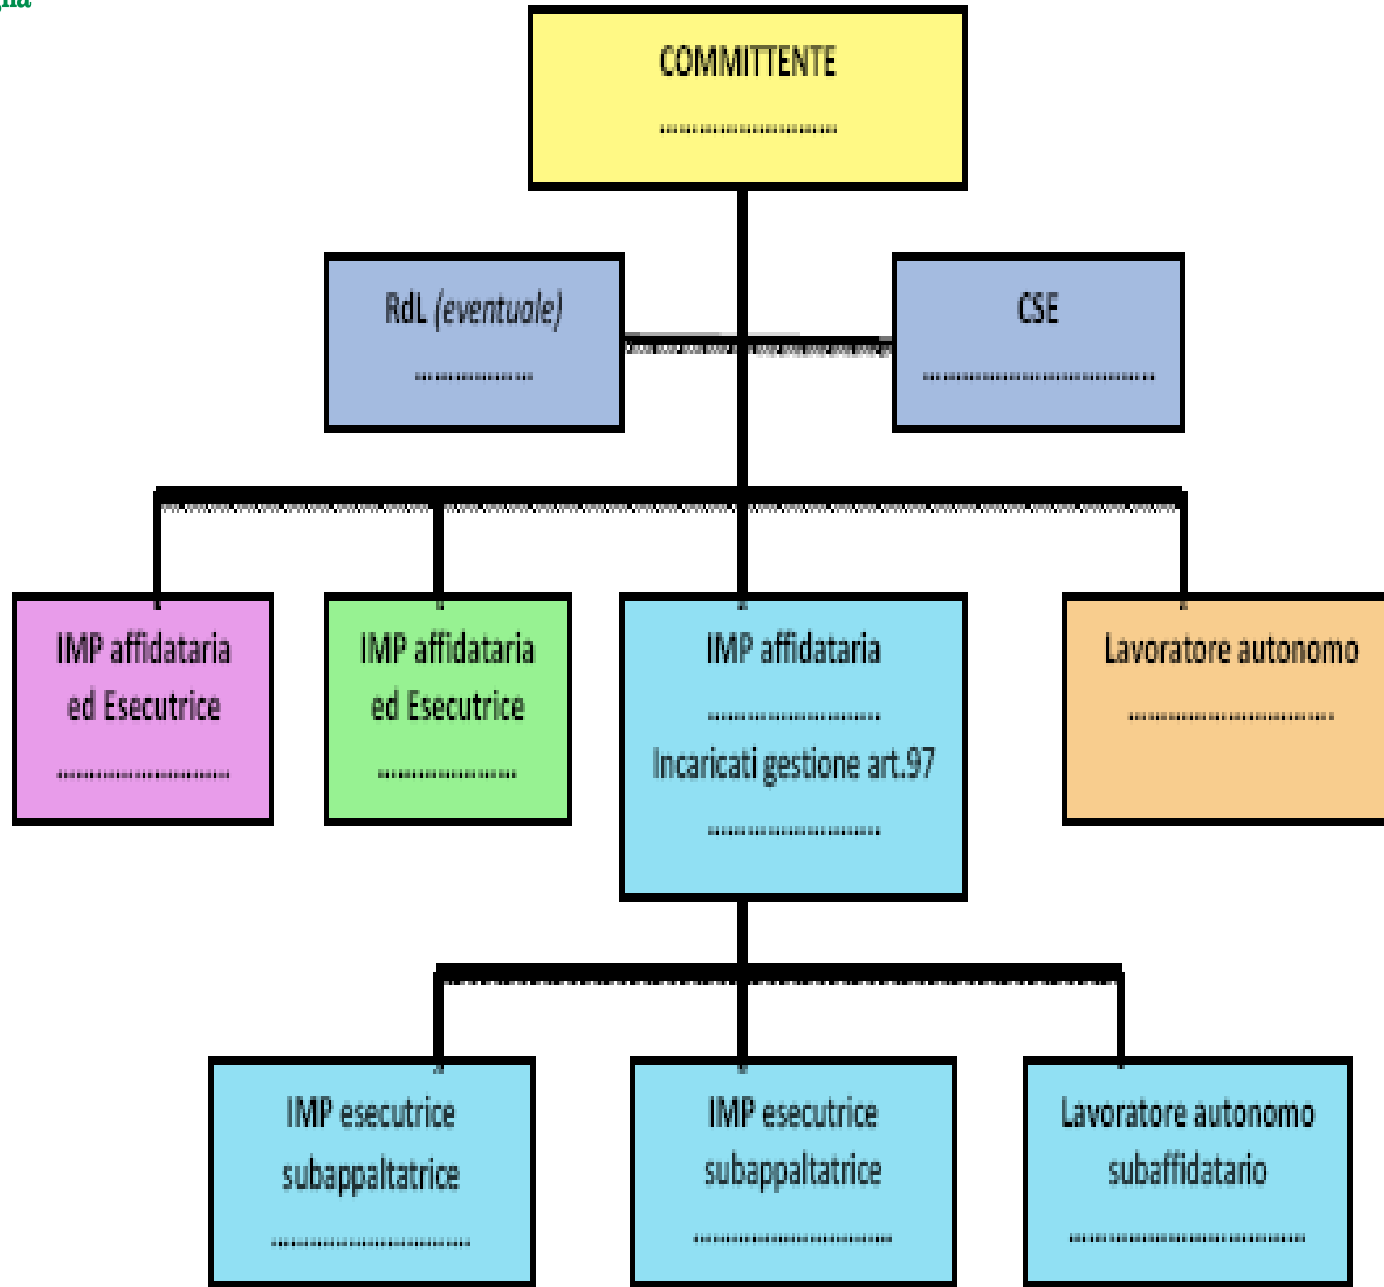 COMMITTENTE
..........................
RdL (eventuale)
.................
CSE
..................................
IMP affidataria
ed Esecutrice
.........................
IMP affidataria
ed Esecutrice
....................
IMP affidataria
.........................
Incaricati gestione art.97
.........................
Lavoratore autonomo
..............................
IMP esecutrice
subappaltatrice
.............................
IMP esecutrice
subappaltatrice
.............................
Lavoratore autonomo
subaffidatario
..................................